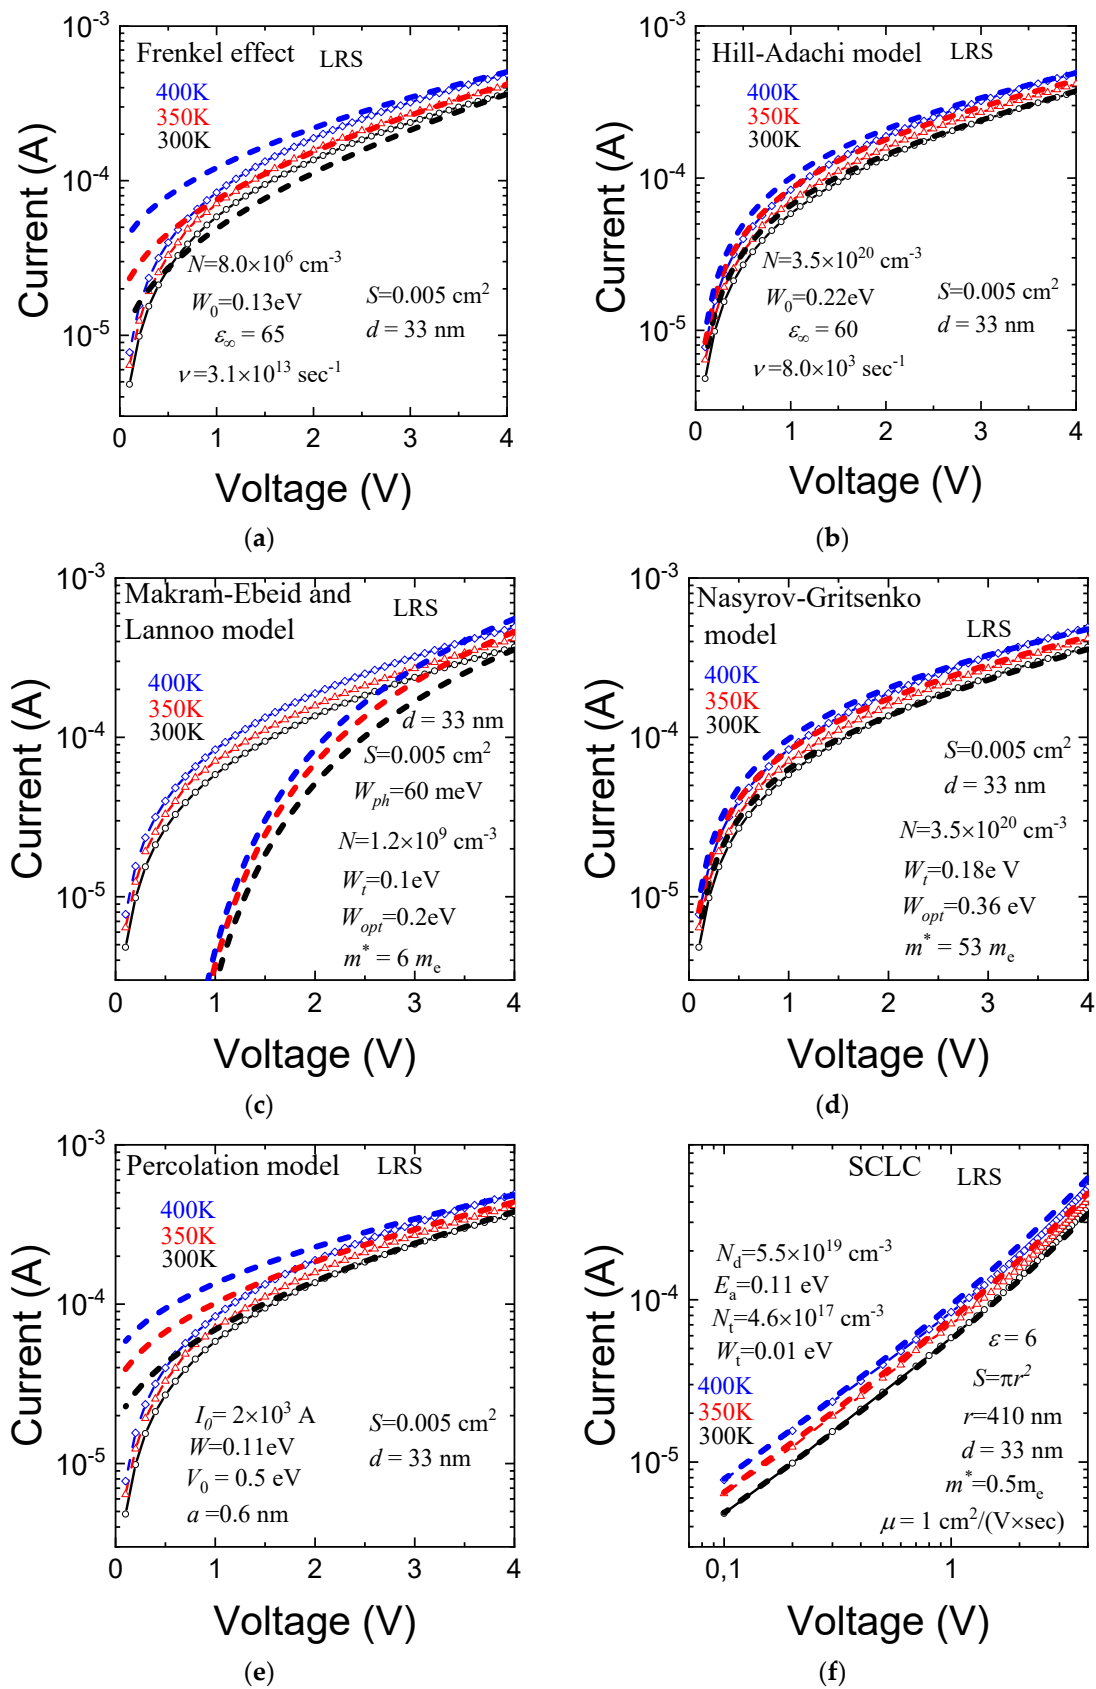 10⁻³
Frenkel effect
LRS
400K
350K
300K
10⁻⁴
N=8.0×10⁶ cm⁻³
W₀=0.13eV
S=0.005 cm²
ε∞ = 65
d = 33 nm
10⁻⁵
ν=3.1×10¹³ sec⁻¹
Current (A)
0 1 2 3 4
Voltage (V)
(a)
10⁻³
Hill-Adachi model
LRS
400K
350K
300K
10⁻⁴
N=3.5×10²⁰ cm⁻³
W₀=0.22eV
S=0.005 cm²
ε∞ = 60
d = 33 nm
10⁻⁵
ν=8.0×10³ sec⁻¹
Current (A)
0 1 2 3 4
Voltage (V)
(b)
10⁻³
Makram-Ebeid and
Lannoo model
LRS
400K
350K
300K
10⁻⁴
d = 33 nm
S=0.005 cm²
Wph=60 meV
N=1.2×10⁹ cm⁻³
Wt=0.1eV
10⁻⁵
Wopt=0.2eV
m* = 6 me
Current (A)
0 1 2 3 4
Voltage (V)
(c)
10⁻³
Nasyrov-Gritsenko
model
LRS
400K
350K
300K
10⁻⁴
S=0.005 cm²
d = 33 nm
N=3.5×10²⁰ cm⁻³
Wt=0.18e V
10⁻⁵
Wopt=0.36 eV
m* = 53 me
Current (A)
0 1 2 3 4
Voltage (V)
(d)
10⁻³
Percolation model
LRS
400K
350K
300K
10⁻⁴
I₀= 2×10³ A
S=0.005 cm²
W=0.11eV
d = 33 nm
10⁻⁵
V₀ = 0.5 eV
a =0.6 nm
Current (A)
0 1 2 3 4
Voltage (V)
(e)
SCLC
LRS
Nd=5.5×10¹⁹ cm⁻³
Ea=0.11 eV
10⁻⁴
Nt=4.6×10¹⁷ cm⁻³
Wt=0.01 eV
ε = 6
400K
S=πr²
350K
r=410 nm
300K
d = 33 nm
10⁻⁵
m*=0.5me
μ = 1 cm²/(V×sec)
Current (A)
0,1 1
Voltage (V)
(f)